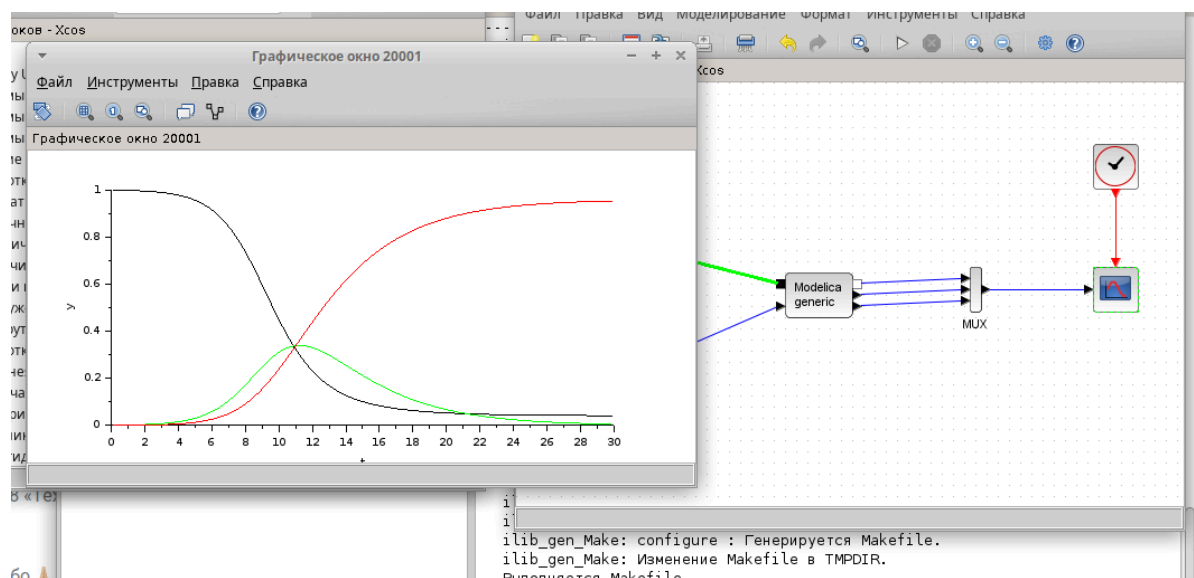 оков - Xcos
Файл Правка Вид Моделирование Формат Инструменты Справка
Графическое окно 20001
Xcos
Файл Инструменты Правка Справка
Графическое окно 20001
1
0.8
0.6
0.4
0.2
0
y
0 2 4 6 8 10 12 14 16 18 20 22 24 26 28 30
t
Modelica
generic
MUX
ilib_gen_Make: configure : Генерируется Makefile.
ilib_gen_Make: Изменение Makefile в TMPDIR.
Выполняется Makefile